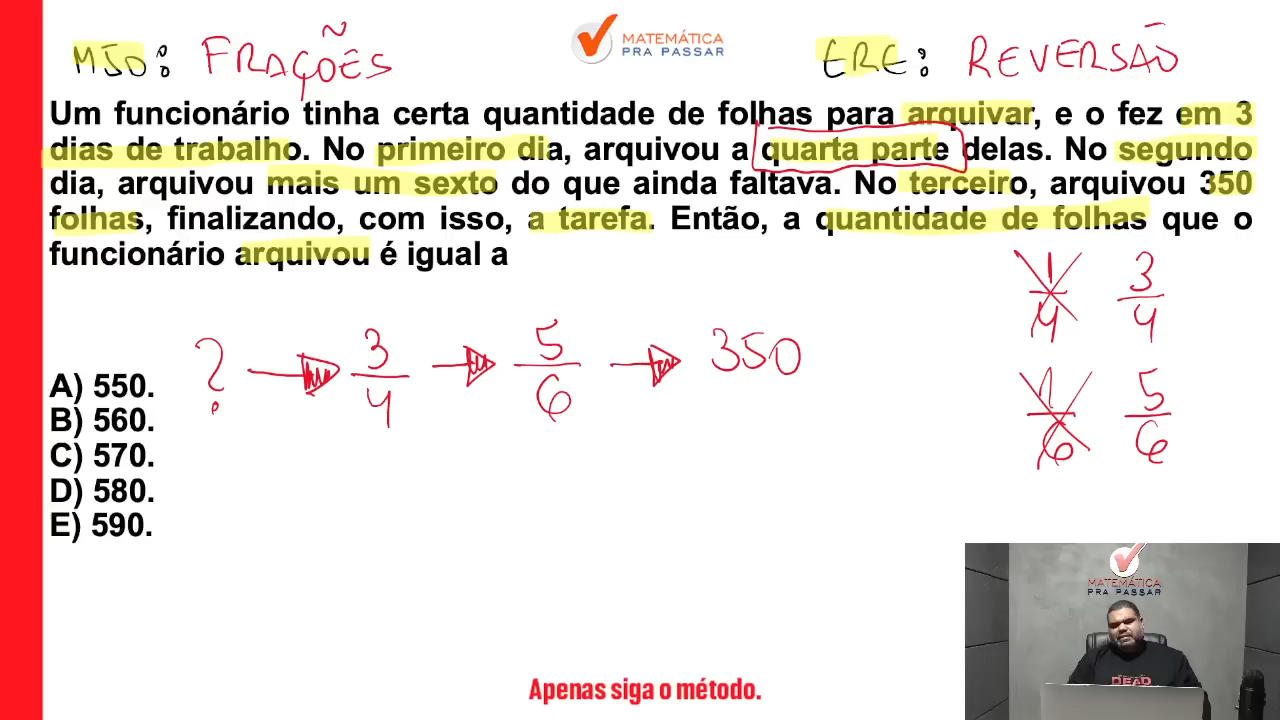 MATEMÁTICA
PRA PASSAR
MJO: FRAÇÕES
ERE: REVERSÃO
Um funcionário tinha certa quantidade de folhas para arquivar, e o fez em 3
dias de trabalho. No primeiro dia, arquivou a quarta parte delas. No segundo
dia, arquivou mais um sexto do que ainda faltava. No terceiro, arquivou 350
folhas, finalizando, com isso, a tarefa. Então, a quantidade de folhas que o
funcionário arquivou é igual a
1/4 3/4
? → 3/4 → 5/6 → 350
1/6 5/6
A) 550.
B) 560.
C) 570.
D) 580.
E) 590.
MATEMÁTICA
PRA PASSAR
DEAD
Apenas siga o método.